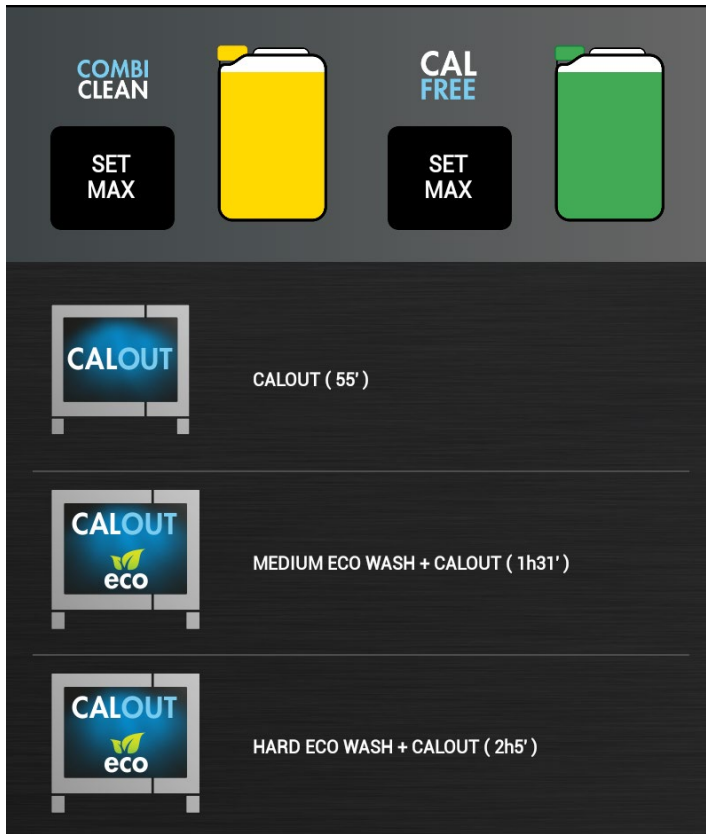 COMBI
CLEAN
SET
MAX
CAL
FREE
SET
MAX
CALOUT
CALOUT ( 55' )
CALOUT
eco
MEDIUM ECO WASH + CALOUT ( 1h31' )
CALOUT
eco
HARD ECO WASH + CALOUT ( 2h5' )